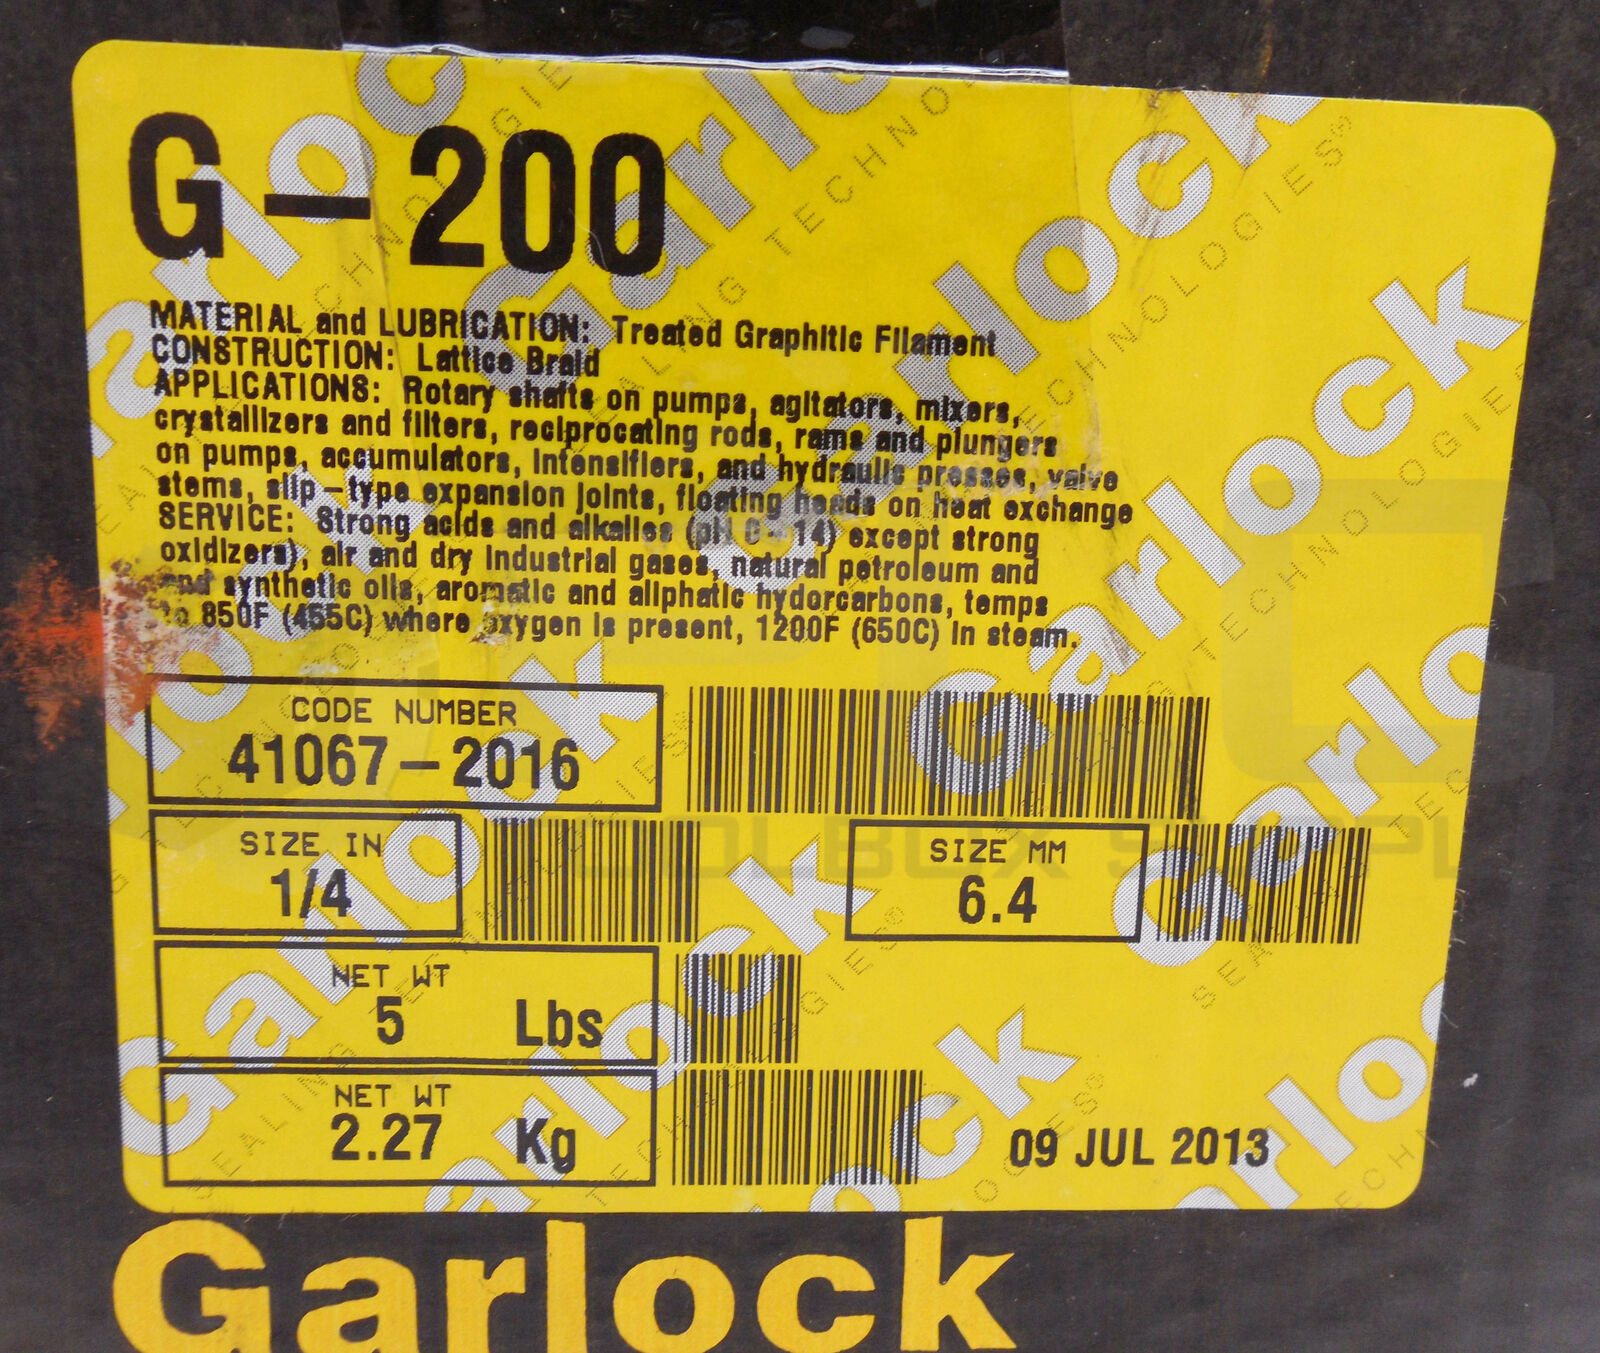 G-200
MATERIAL and LUBRICATION: Treated Graphitic Filament
CONSTRUCTION: Lattice Braid
APPLICATIONS: Rotary shafts on pumps, agitators, mixers,
crystallizers and filters, reciprocating rods, rams and plungers
on pumps, accumulators, intensifiers, and hydraulic presses, valve
stems, slip-type expansion joints, floating heads on heat exchange
SERVICE: Strong acids and alkalies (pH 0-14) except strong
oxidizers), air and dry industrial gases, natural petroleum and
and synthetic oils, aromatic and aliphatic hydorcarbons, temps
to 850F (455C) where oxygen is present, 1200F (650C) in steam.
CODE NUMBER
41067-2016
SIZE IN
1/4
SIZE MM
6.4
NET WT
5 Lbs
NET WT
2.27 Kg
09 JUL 2013
Garlock